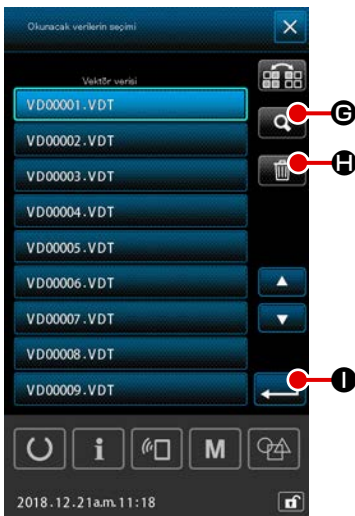 Okunacak verilerin seçimi
Vektör verisi
VD00001.VDT
VD00002.VDT
VD00003.VDT
VD00004.VDT
VD00005.VDT
VD00006.VDT
VD00007.VDT
VD00008.VDT
VD00009.VDT
G
H
I
i
M
2018.12.21a.m.11:18